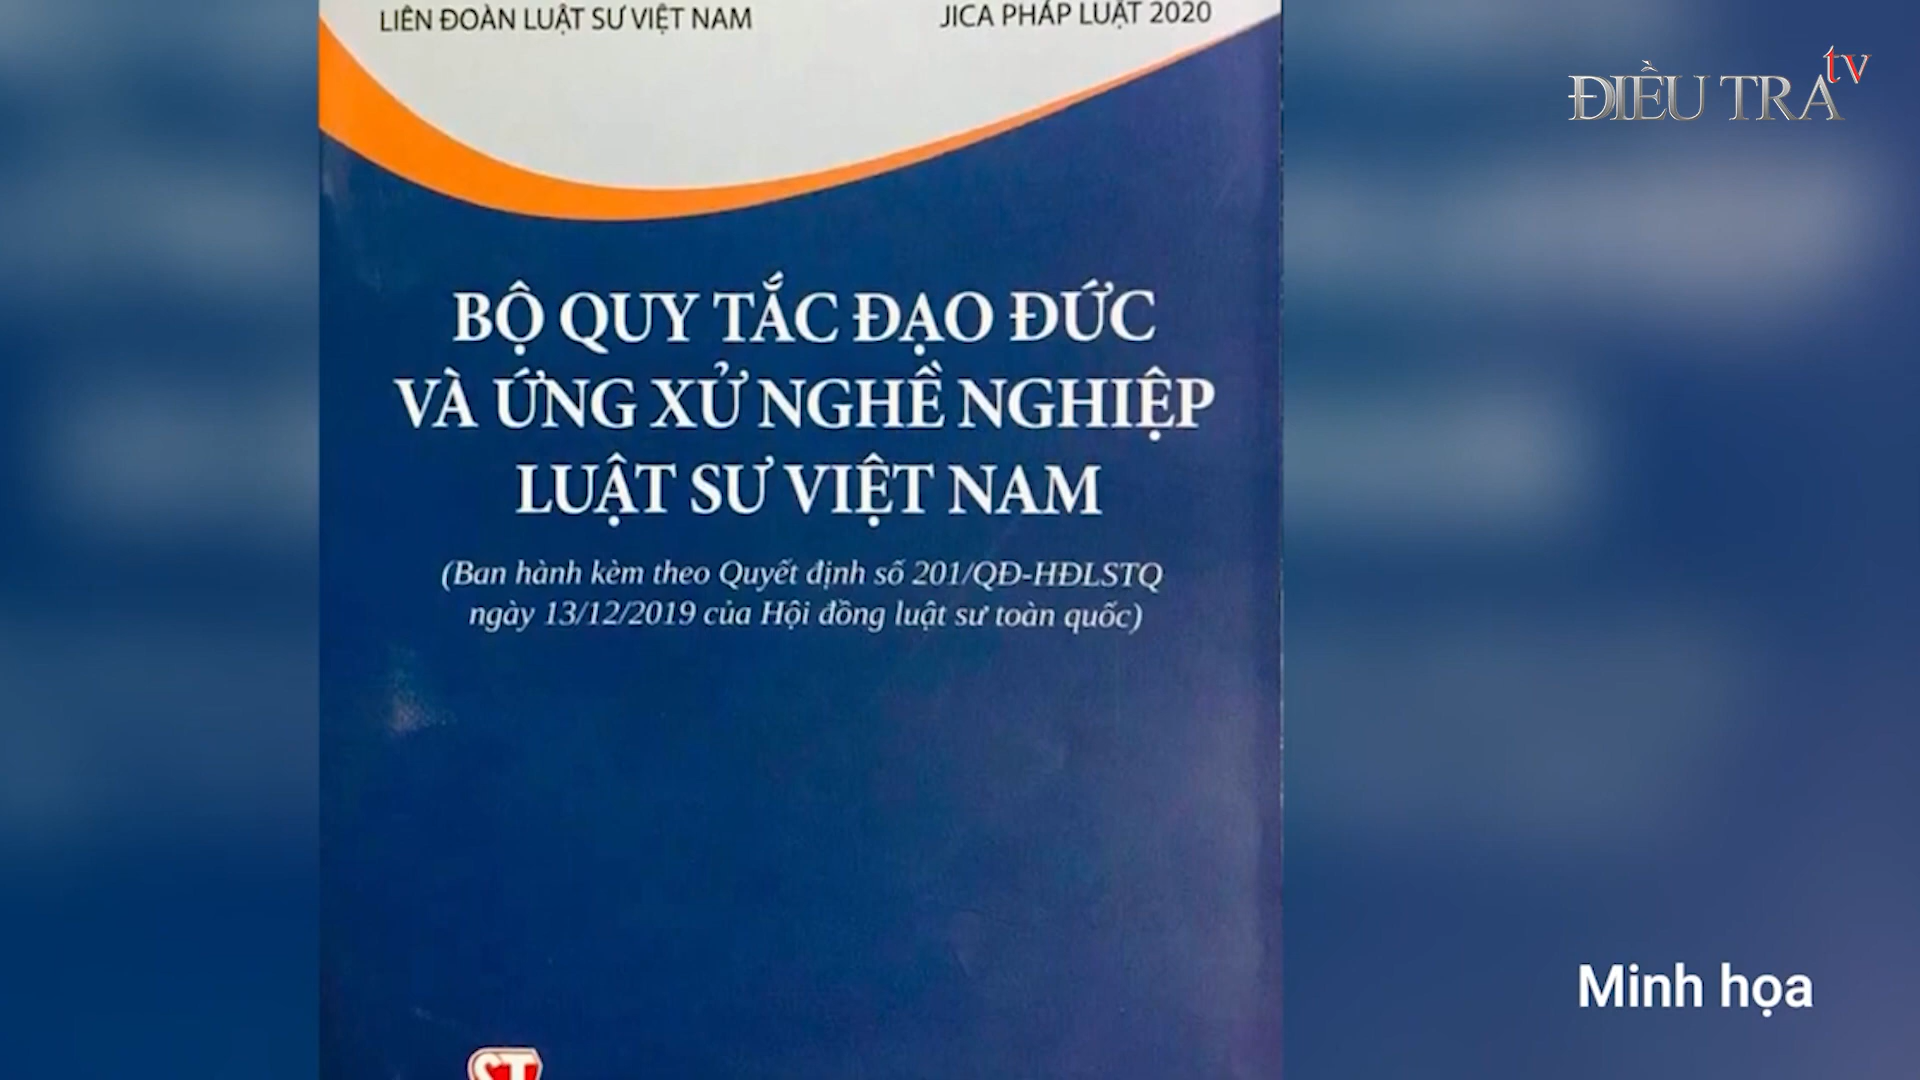 LIÊN ĐOÀN LUẬT SƯ VIỆT NAM
JICA PHÁP LUẬT 2020
ĐIỀU TRA tv
BỘ QUY TẮC ĐẠO ĐỨC
VÀ ỨNG XỬ NGHỀ NGHIỆP
LUẬT SƯ VIỆT NAM
(Ban hành kèm theo Quyết định số 201/QĐ-HĐLSTQ
ngày 13/12/2019 của Hội đồng luật sư toàn quốc)
Minh họa
ST